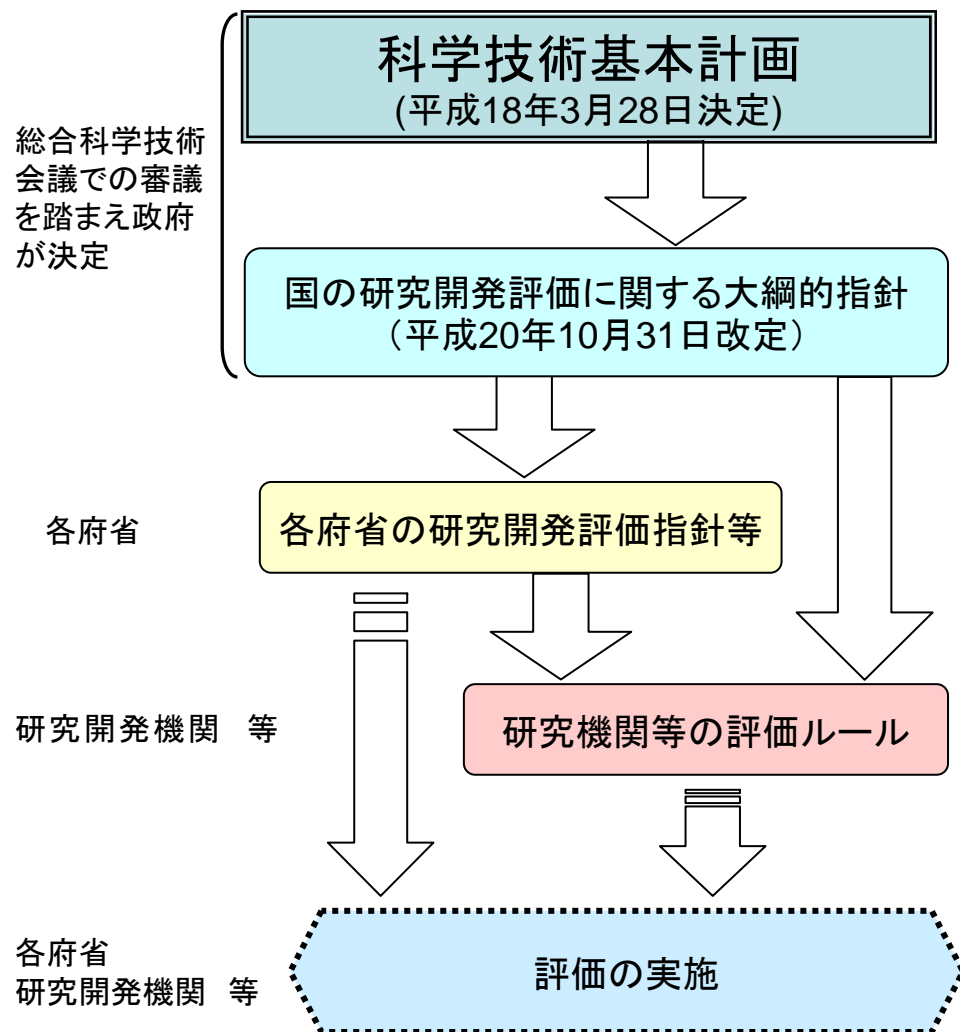 科学技術基本計画
(平成18年3月28日決定)
総合科学技術
会議での審議
を踏まえ政府
が決定
国の研究開発評価に関する大綱的指針
（平成20年10月31日改定）
各府省
各府省の研究開発評価指針等
研究開発機関　等
研究機関等の評価ルール
各府省
研究開発機関　等
評価の実施